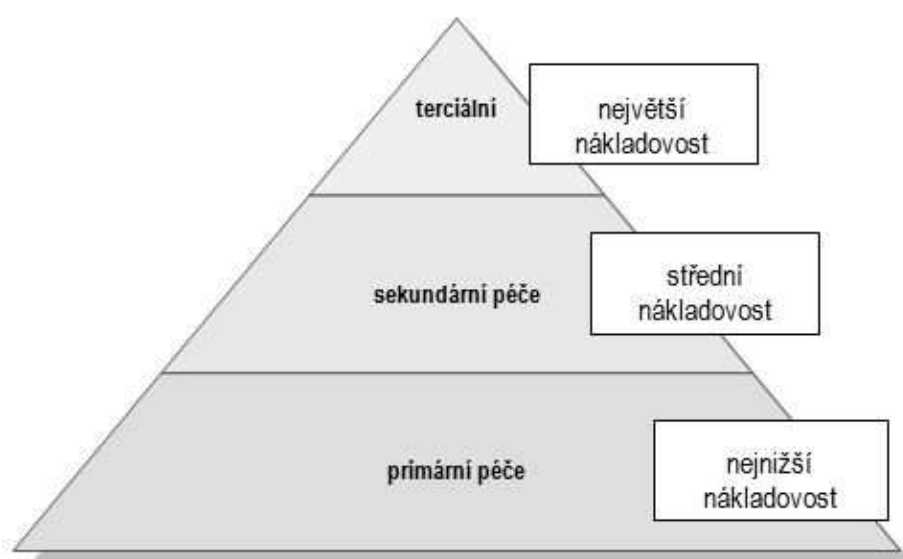 terciální
největší
nákladovost
sekundární péče
střední
nákladovost
primární péče
nejnižší
nákladovost